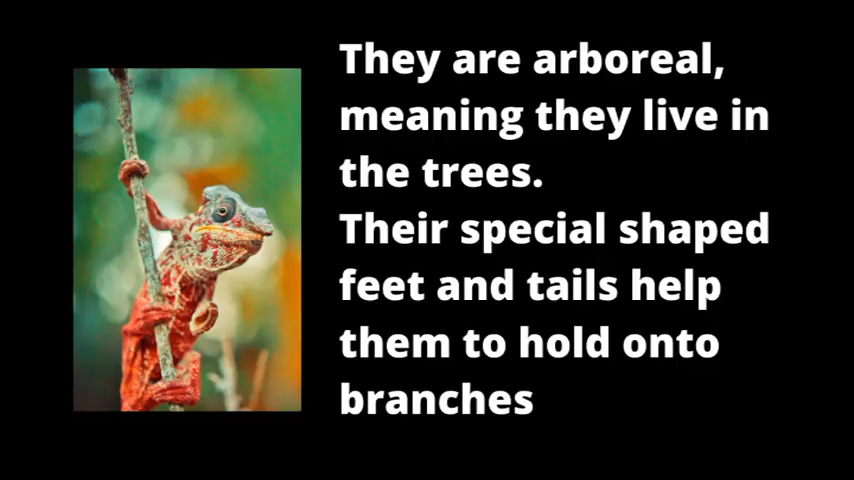 They are arboreal,
meaning they live in
the trees.
Their special shaped
feet and tails help
them to hold onto
branches